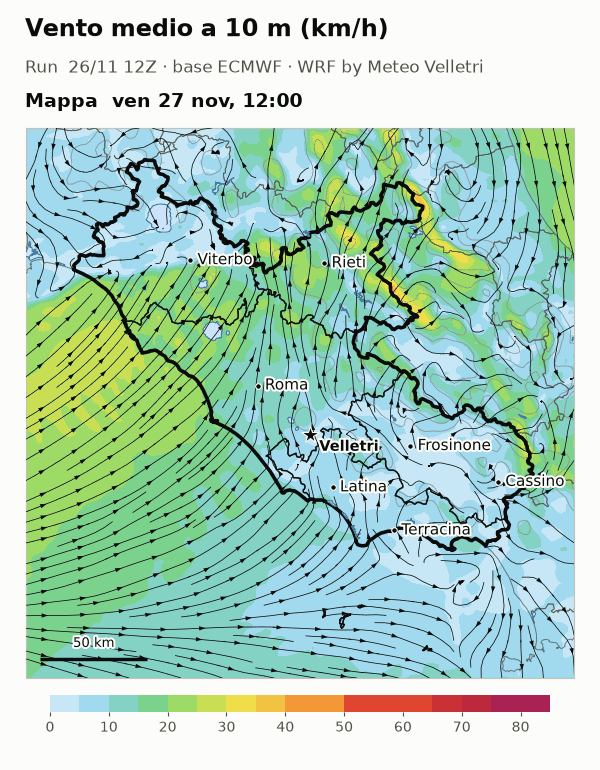 Vento medio a 10 m (km/h)
Run 26/11 12Z · base ECMWF · WRF by Meteo Velletri
Mappa ven 27 nov, 12:00
Viterbo
Rieti
Roma
Velletri
Frosinone
Cassino
Latina
Terracina
50 km
0 10 20 30 40 50 60 70 80